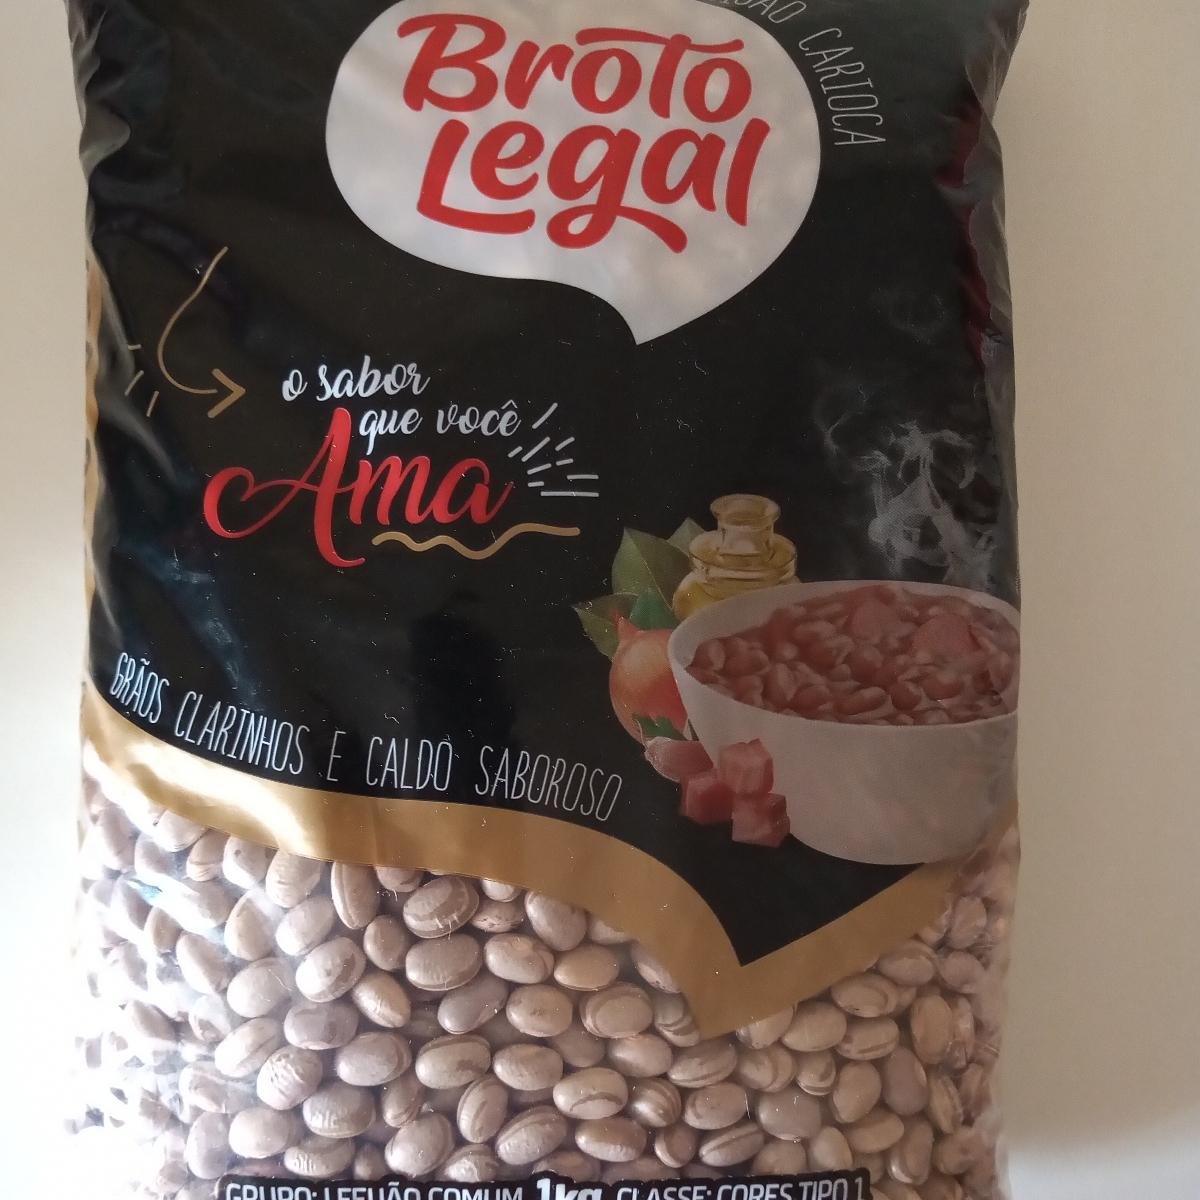 CARIOCA
Broto
Legal
o sabor
que você
Ama
GRÃOS CLARINHOS E CALDO SABOROSO
GRUPO: I FEIJÃO COMUM 1kg CLASSE: CORES TIPO 1